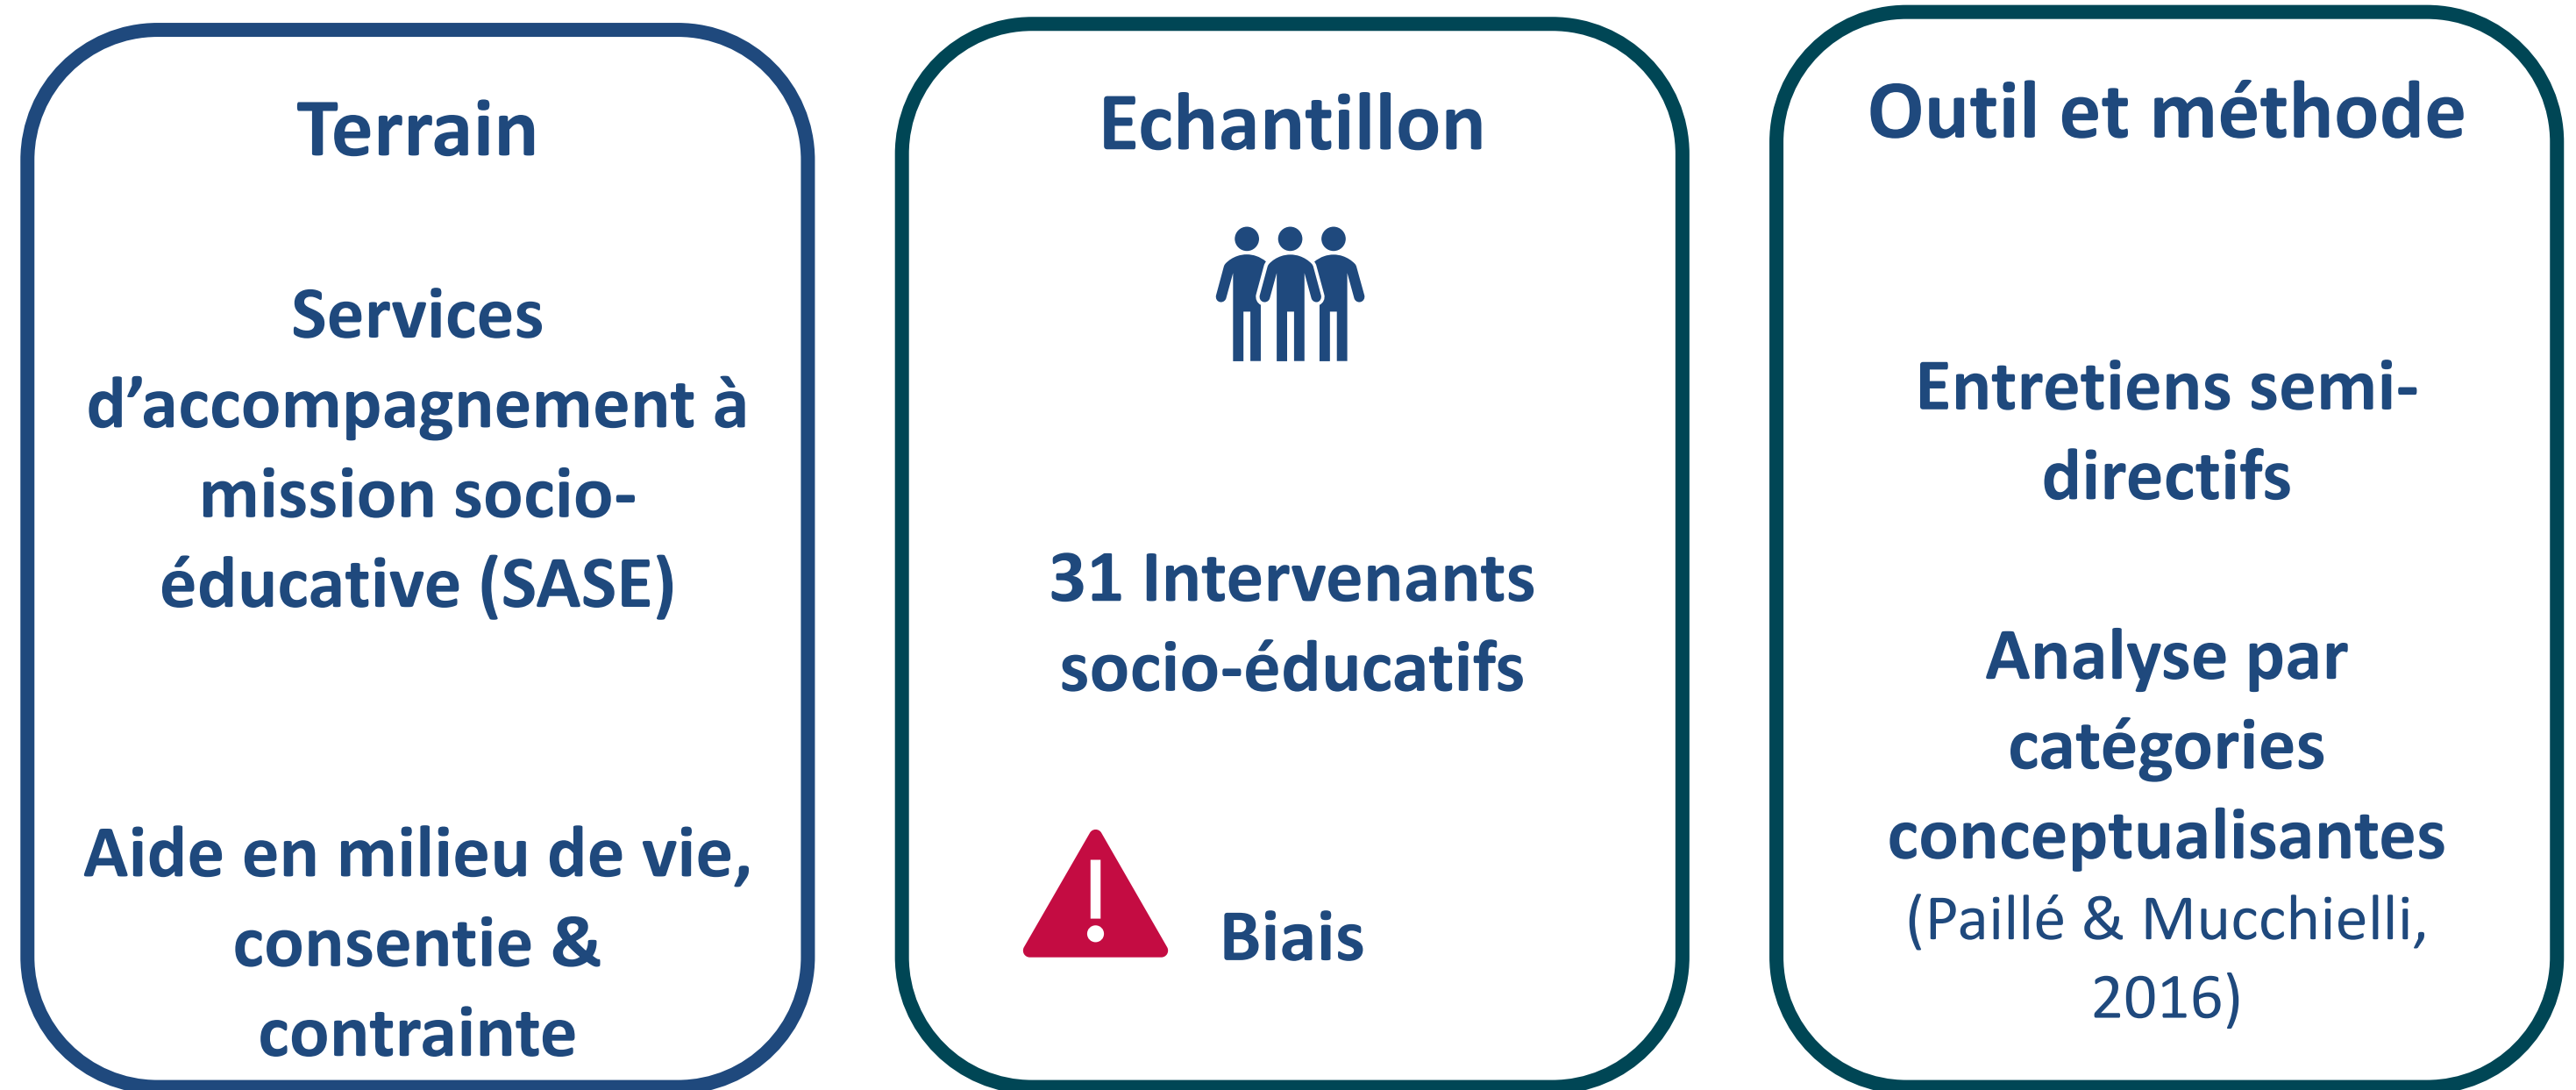 Terrain
Services
d’accompagnement à
mission socio-
éducative (SASE)
Aide en milieu de vie,
consentie &
contrainte
Echantillon
31 Intervenants
socio-éducatifs
Biais
Outil et méthode
Entretiens semi-
directifs
Analyse par
catégories
conceptualisantes
(Paillé & Mucchielli,
2016)